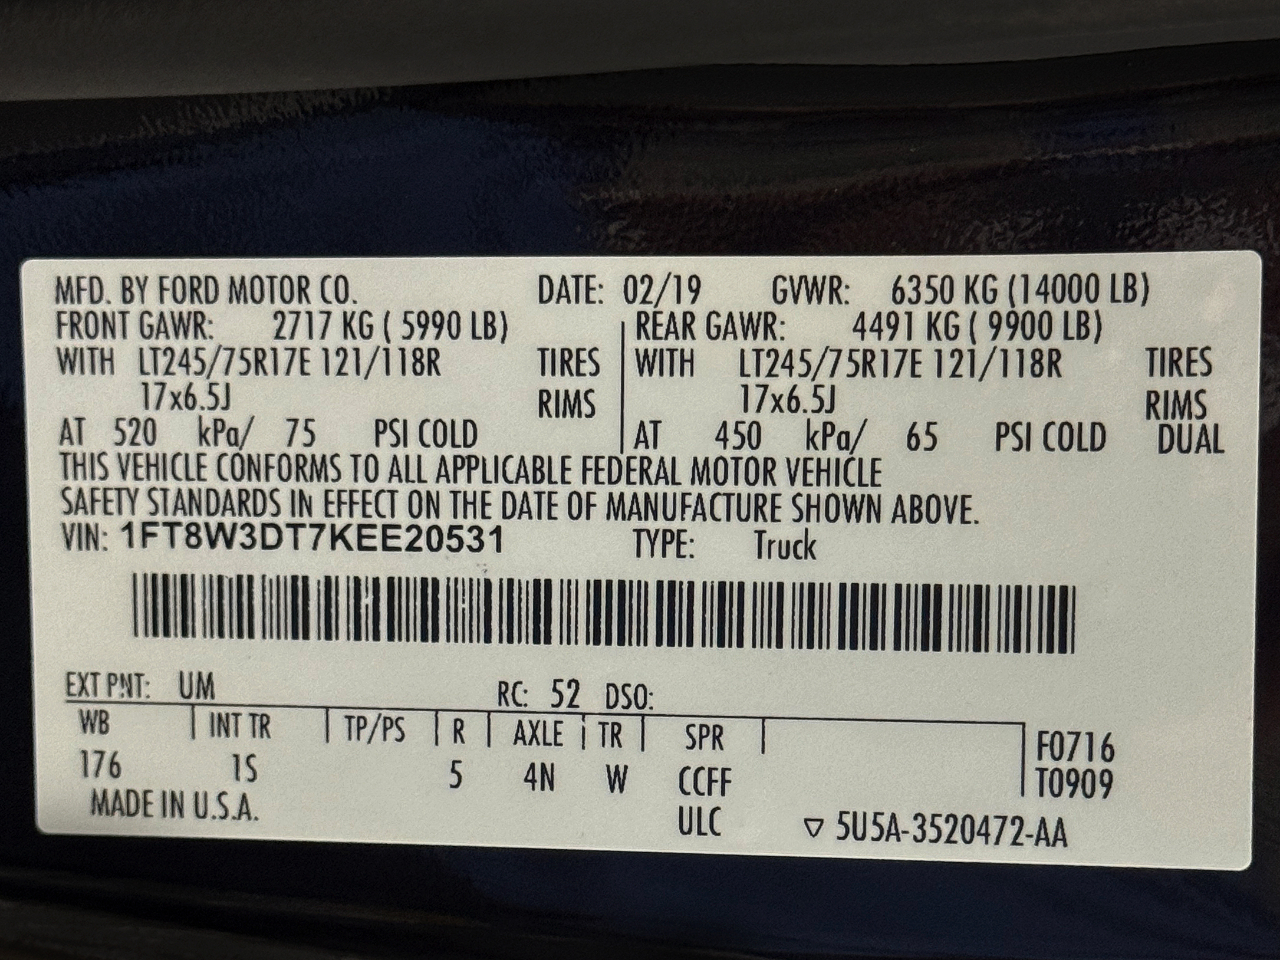 MFD. BY FORD MOTOR CO. DATE: 02/19 GVWR: 6350 KG (14000 LB)
FRONT GAWR: 2717 KG ( 5990 LB) REAR GAWR: 4491 KG ( 9900 LB)
WITH LT245/75R17E 121/118R TIRES WITH LT245/75R17E 121/118R TIRES
17x6.5J RIMS 17x6.5J RIMS
AT 520 kPa/ 75 PSI COLD AT 450 kPa/ 65 PSI COLD DUAL
THIS VEHICLE CONFORMS TO ALL APPLICABLE FEDERAL MOTOR VEHICLE
SAFETY STANDARDS IN EFFECT ON THE DATE OF MANUFACTURE SHOWN ABOVE.
VIN: 1FT8W3DT7KEE20531 TYPE: Truck
EXT PNT: UM RC: 52 DSO:
WB INT TR TP/PS R AXLE TR SPR F0716
176 1S 5 4N W CCFF T0909
MADE IN U.S.A. ULC ▽ 5U5A-3520472-AA